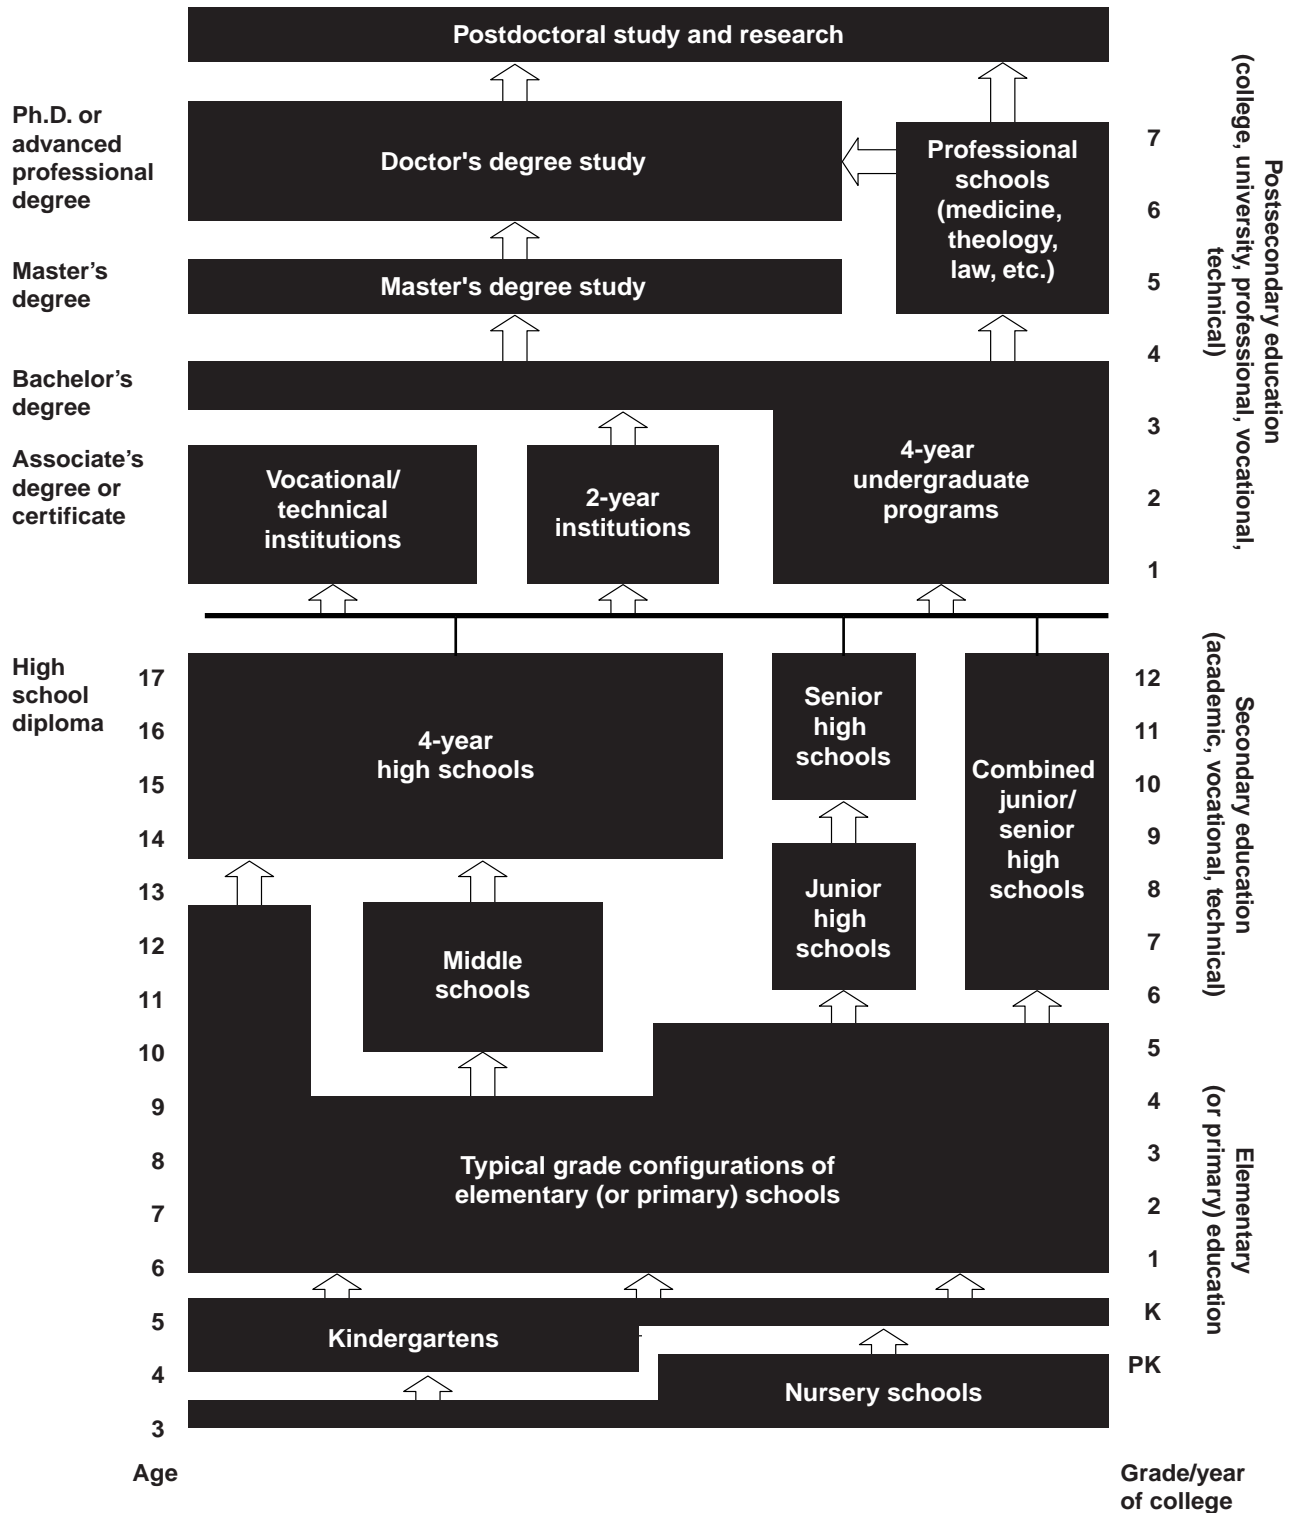 Postdoctoral study and research
Ph.D. or
advanced
professional
degree
Doctor's degree study
Professional
schools
(medicine,
theology,
law, etc.)
7
6
5
4
3
2
1
Postsecondary education
(college, university, professional, vocational,
technical)
Master’s
degree
Master's degree study
Bachelor’s
degree
Associate’s
degree or
certificate
Vocational/
technical
institutions
2-year
institutions
4-year
undergraduate
programs
High
school
diploma
17
16
15
14
13
12
11
10
9
8
7
6
5
4
3
Age
4-year
high schools
Senior
high
schools
Combined
junior/
senior
high
schools
Junior
high
schools
Middle
schools
Typical grade configurations of
elementary (or primary) schools
Kindergartens
Nursery schools
12
11
10
9
8
7
6
5
4
3
2
1
K
PK
Grade/year
of college
Secondary education
(academic, vocational, technical)
Elementary
(or primary) education